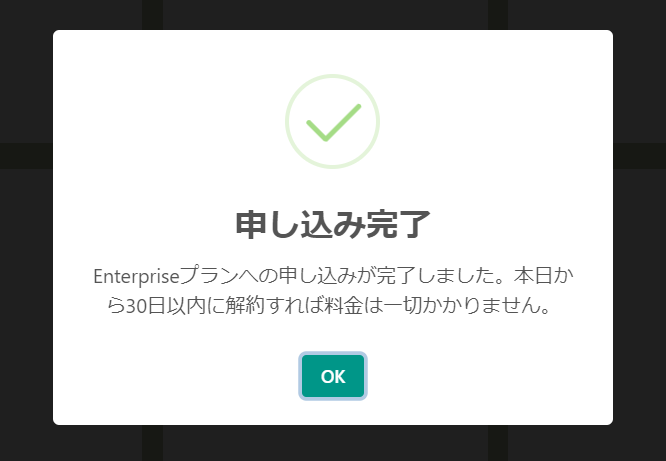 申し込み完了
Enterpriseプランへの申し込みが完了しました。本日か
ら30日以内に解約すれば料金は一切かかりません。
OK